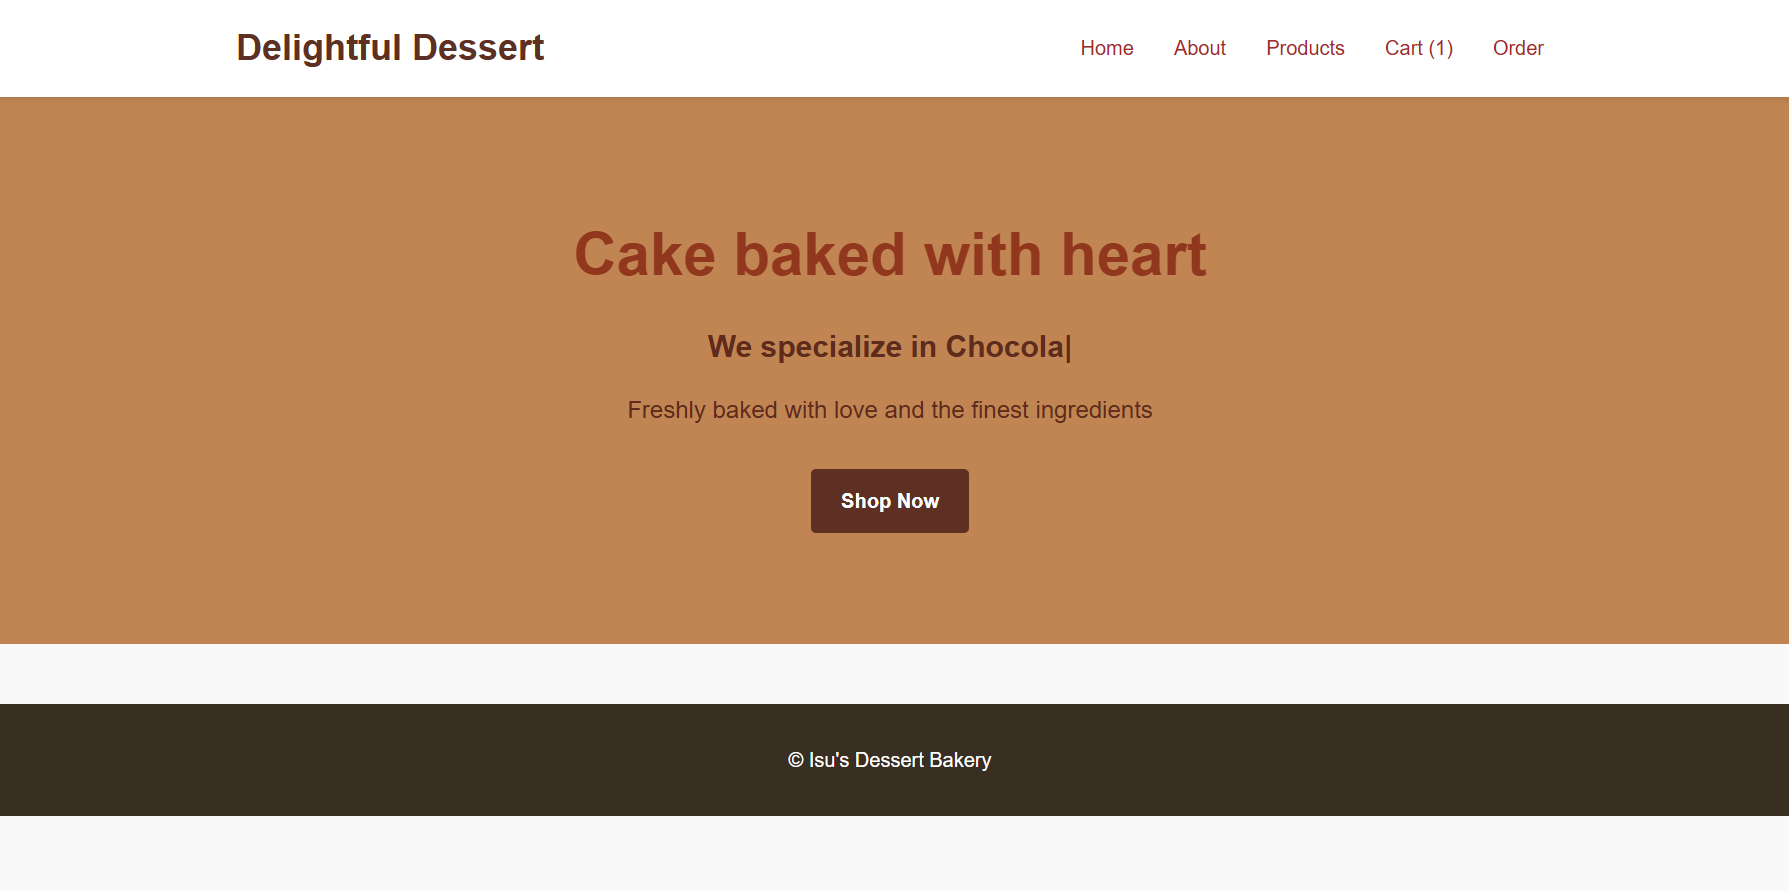 Delightful Dessert
Home About Products Cart (1) Order
Cake baked with heart
We specialize in Chocola|
Freshly baked with love and the finest ingredients
Shop Now
© Isu's Dessert Bakery